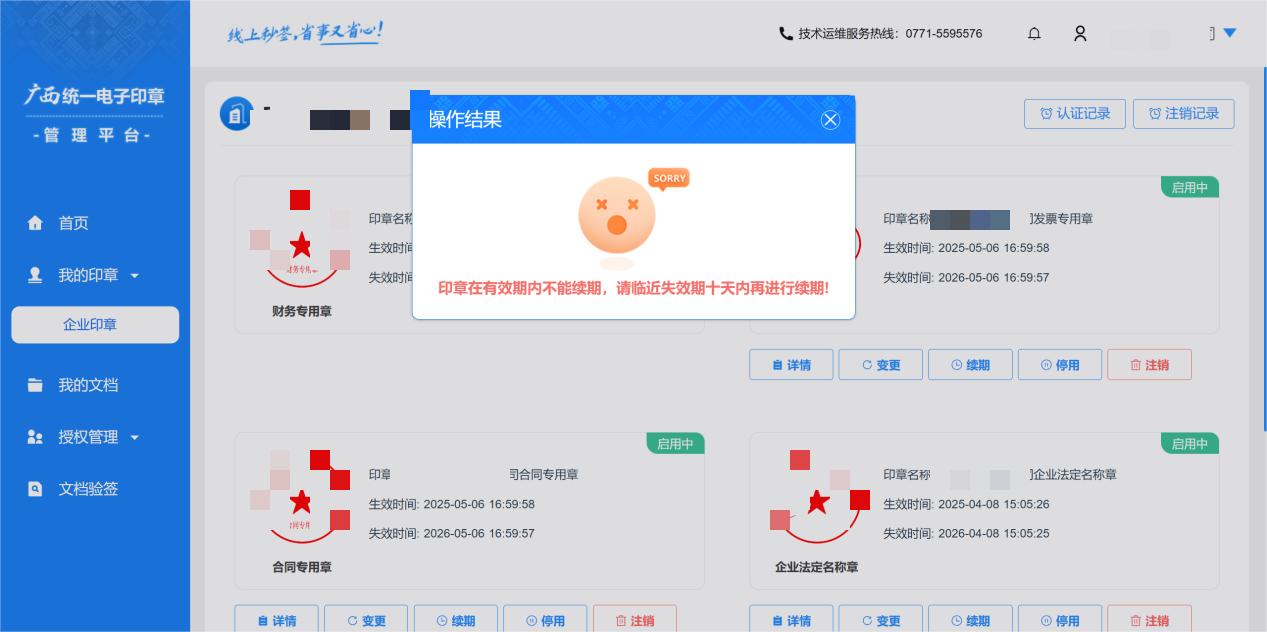 线上秒签,省事又省心!
技术运维服务热线：0771-5595576
广西统一电子印章
-管理平台-
首页
我的印章
企业印章
我的文档
授权管理
文档验签
认证记录
注销记录
操作结果
SORRY
印章在有效期内不能续期，请临近失效期十天内再进行续期!
印章名称
生效时间
失效时间
财务专用章
财务专用章
启用中
印章名称 发票专用章
生效时间: 2025-05-06 16:59:58
失效时间: 2026-05-06 16:59:57
详情 变更 续期 停用 注销
启用中
印章 司合同专用章
生效时间: 2025-05-06 16:59:58
失效时间: 2026-05-06 16:59:57
合同专用章
详情 变更 续期 停用 注销
启用中
印章名称 企业法定名称章
生效时间: 2025-04-08 15:05:26
失效时间: 2026-04-08 15:05:25
企业法定名称章
详情 变更 续期 停用 注销